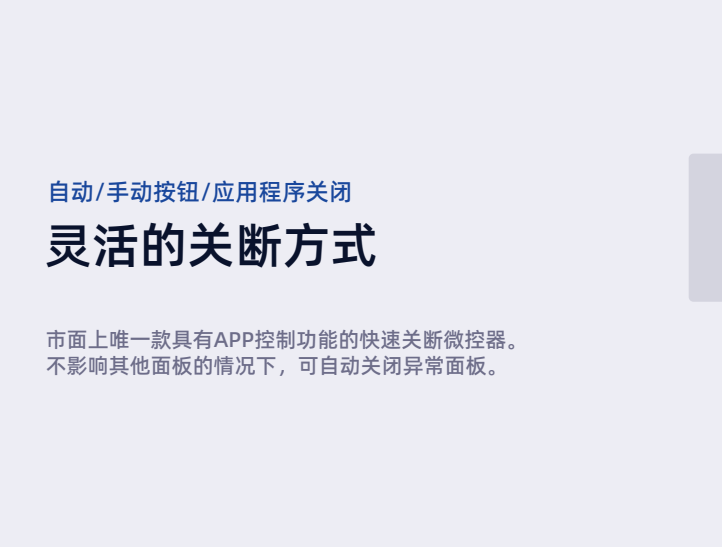 自动/手动按钮/应用程序关闭
灵活的关断方式
市面上唯一款具有APP控制功能的快速关断微控器。
不影响其他面板的情况下，可自动关闭异常面板。